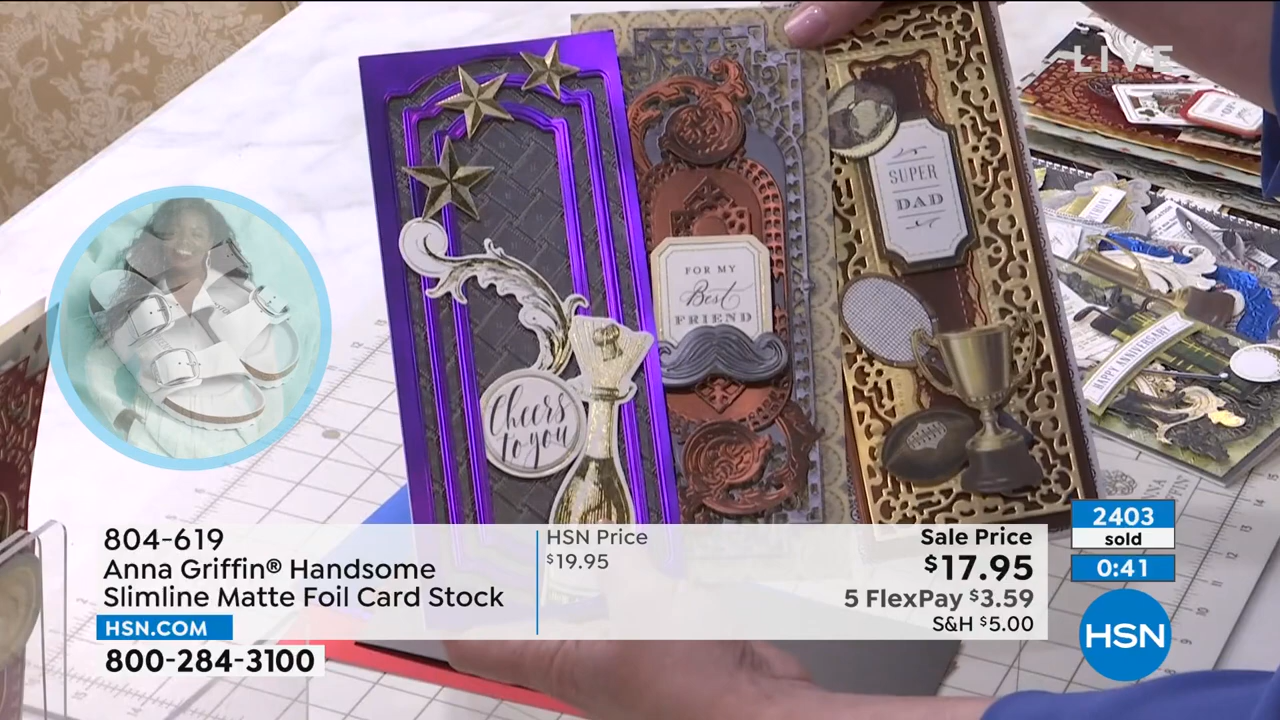 LIVE
SUPER
DAD
FOR MY
Best
FRIEND
Cheers
to you
HAPPY ANNIVERSARY
804-619
Anna Griffin® Handsome
Slimline Matte Foil Card Stock
HSN.COM
800-284-3100
HSN Price
$19.95
Sale Price
$17.95
5 FlexPay $3.59
S&H $5.00
2403
sold
0:41
HSN